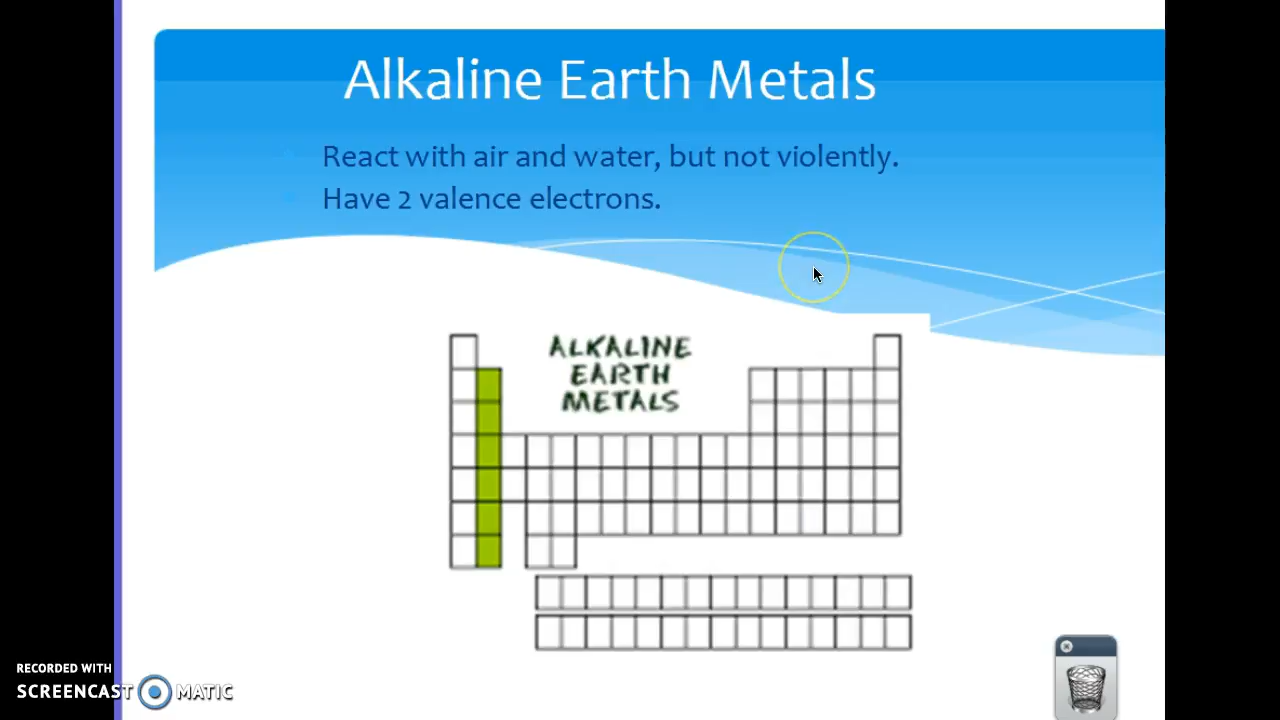 Alkaline Earth Metals
React with air and water, but not violently.
Have 2 valence electrons.
ALKALINE
EARTH
METALS
RECORDED WITH
SCREENCAST MATIC